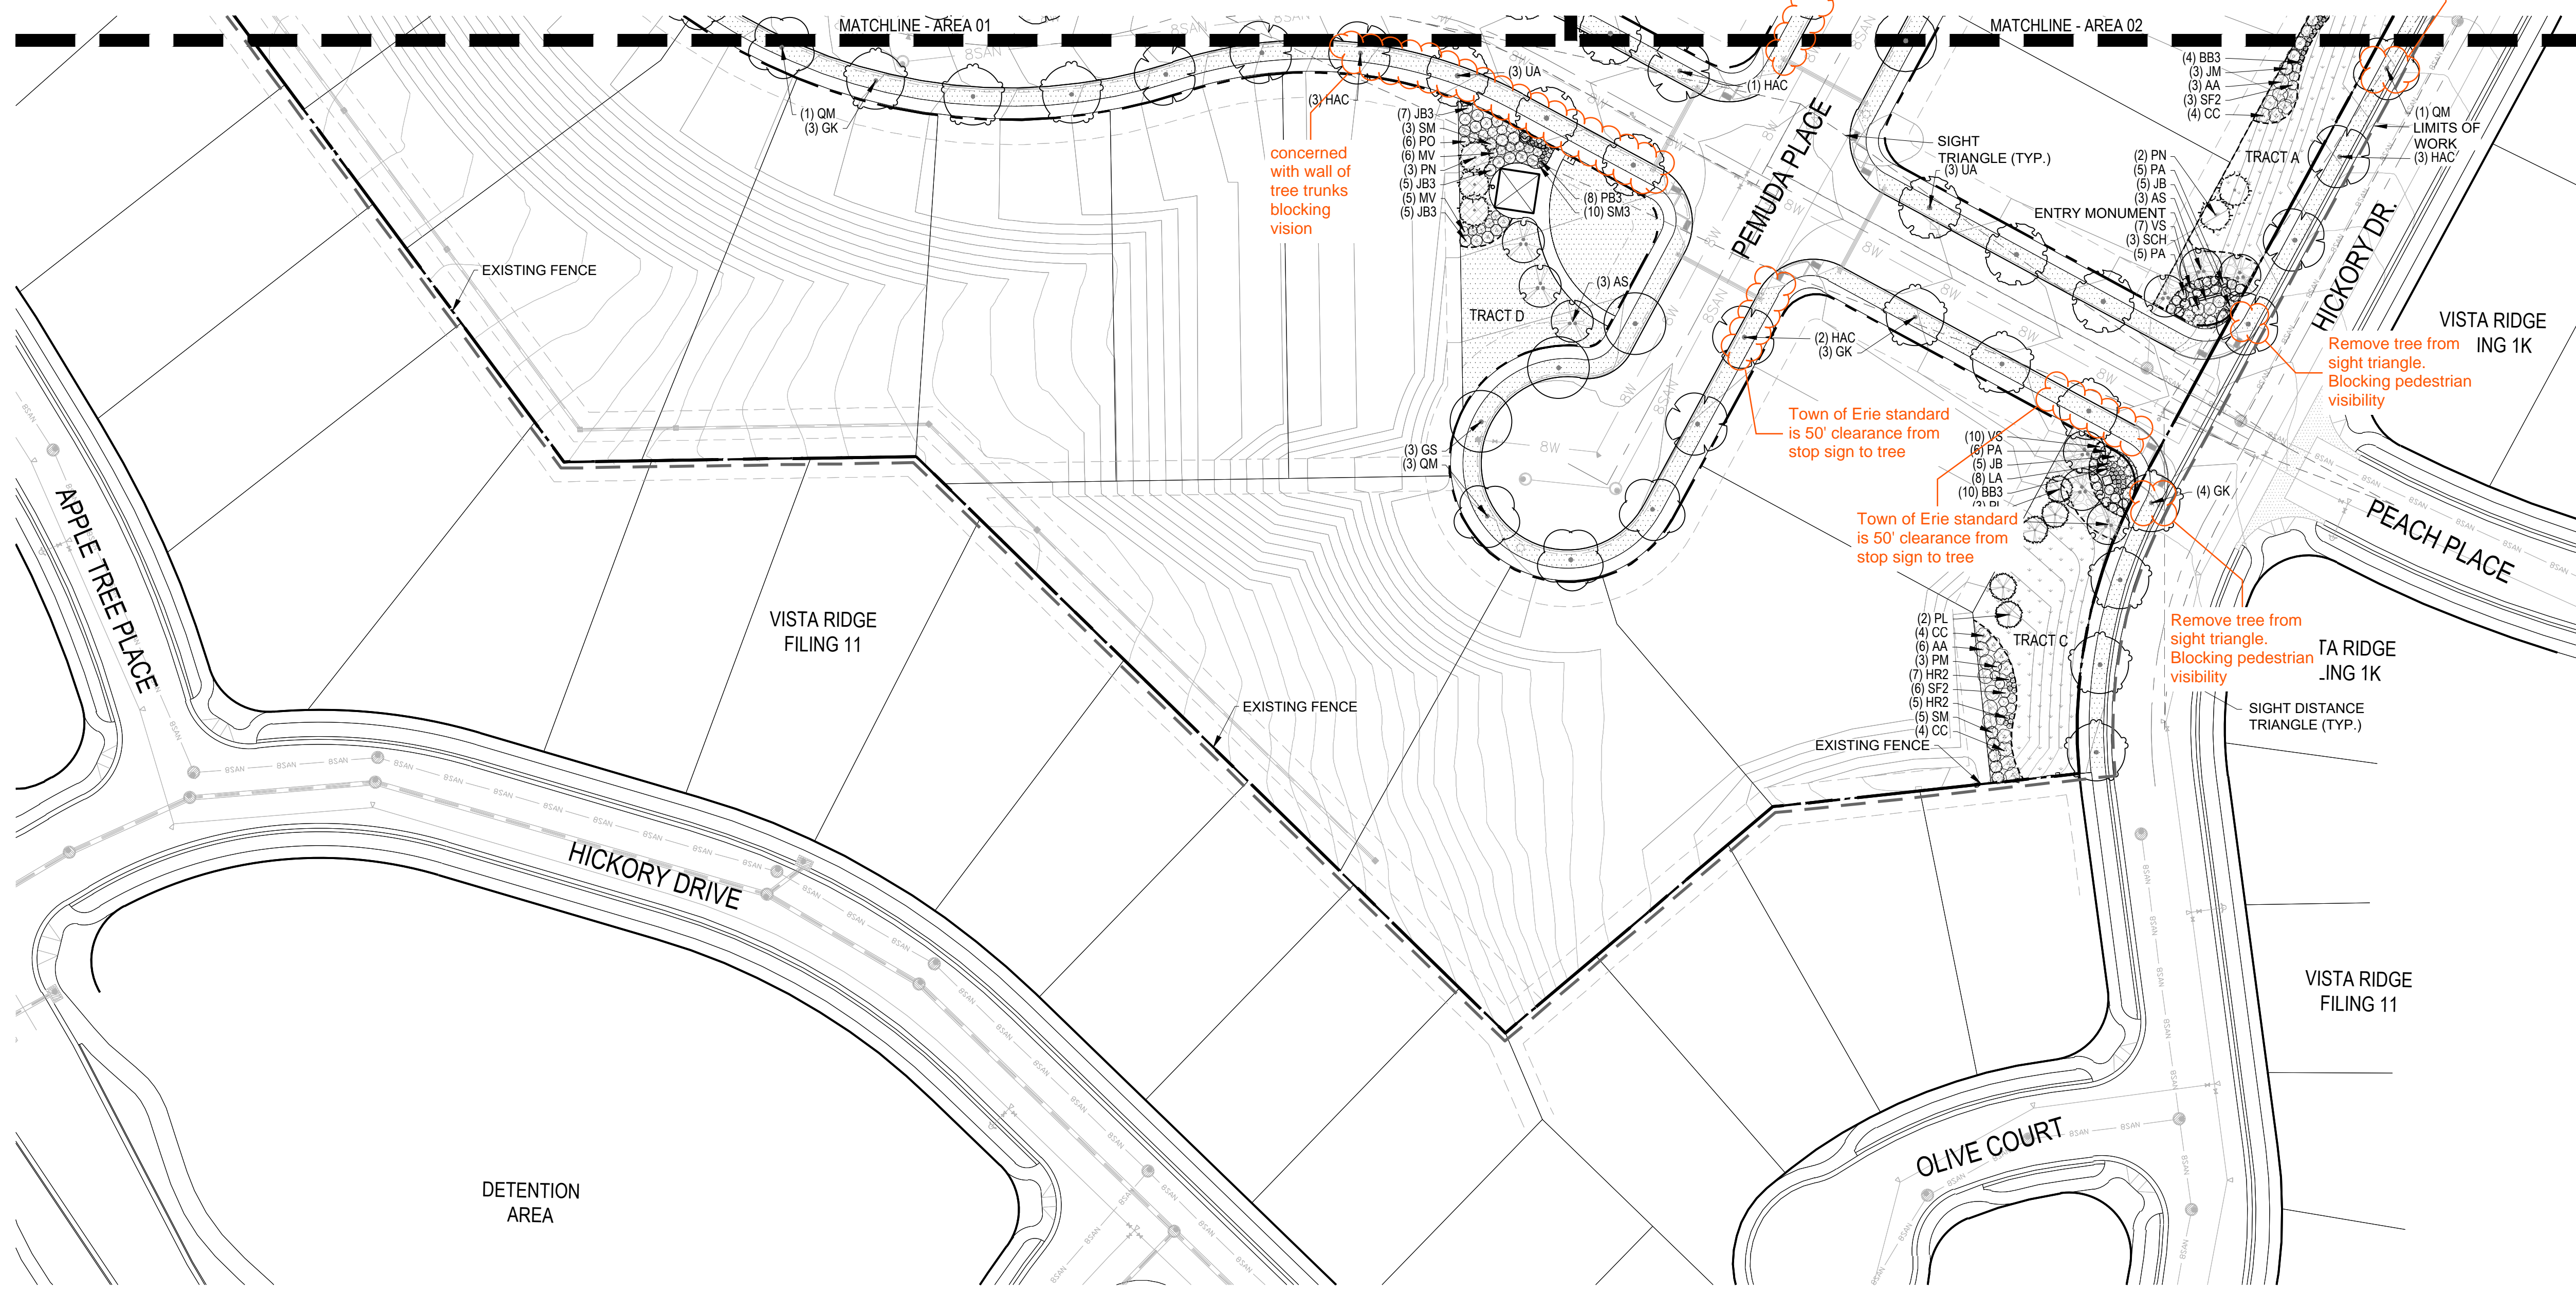 MATCHLINE - AREA 01
MATCHLINE - AREA 02
(1) QM
(3) GK
(3) HAC
(3) UA
(1) HAC
concerned
with wall of
tree trunks
blocking
vision
(7) JB3
(3) SM
(6) PO
(6) MV
(3) PN
(5) JB3
(5) MV
(5) JB3
(8) PB3
(10) SM3
(3) AS
TRACT D
PEMUDA PLACE
SIGHT
TRIANGLE (TYP.)
(3) UA
(4) BB3
(3) JM
(3) AA
(3) SF2
(4) CC
(1) QM
LIMITS OF
WORK
(3) HAC
TRACT A
(2) PN
(5) PA
(5) JB
(3) AS
ENTRY MONUMENT
(7) VS
(3) SCH
(5) PA
HICKORY DR.
VISTA RIDGE
ING 1K
Remove tree from
sight triangle.
Blocking pedestrian
visibility
EXISTING FENCE
(2) HAC
(3) GK
Town of Erie standard
is 50' clearance from
stop sign to tree
(3) GS
(3) QM
(10) VS
(6) PA
(5) JB
(8) LA
(10) BB3
(4) GK
Town of Erie standard
is 50' clearance from
stop sign to tree
PEACH PLACE
APPLE TREE PLACE
VISTA RIDGE
FILING 11
Remove tree from
sight triangle.
Blocking pedestrian
visibility
TA RIDGE
ING 1K
(2) PL
(4) CC
(6) AA
(3) PM
(7) HR2
(6) SF2
(5) HR2
(5) SM
(4) CC
TRACT C
EXISTING FENCE
SIGHT DISTANCE
TRIANGLE (TYP.)
EXISTING FENCE
HICKORY DRIVE
VISTA RIDGE
FILING 11
OLIVE COURT
DETENTION
AREA
8SAN
8W